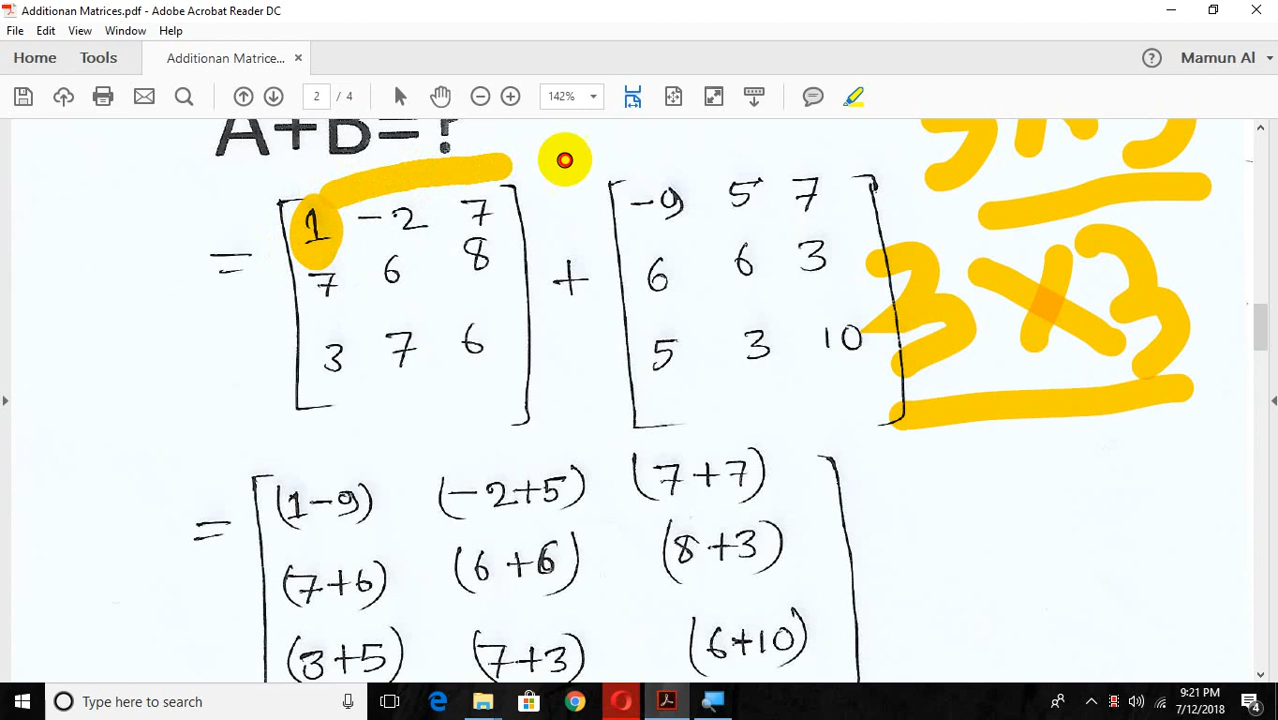 Additionan Matrices.pdf - Adobe Acrobat Reader DC
File Edit View Window Help
Home Tools Additionan Matrice... × Mamun Al
2 / 4 142%
A+B=?
3×3
= [ 1 -2 7 + [ -9 5 7
7 6 8 ] 6 6 3 ]
3 7 6 5 3 10
3×3
= [ (1-9) (-2+5) (7+7)
(7+6) (6+6) (8+3)
(3+5) (7+3) (6+10) ]
Type here to search
9:21 PM
7/12/2018
4